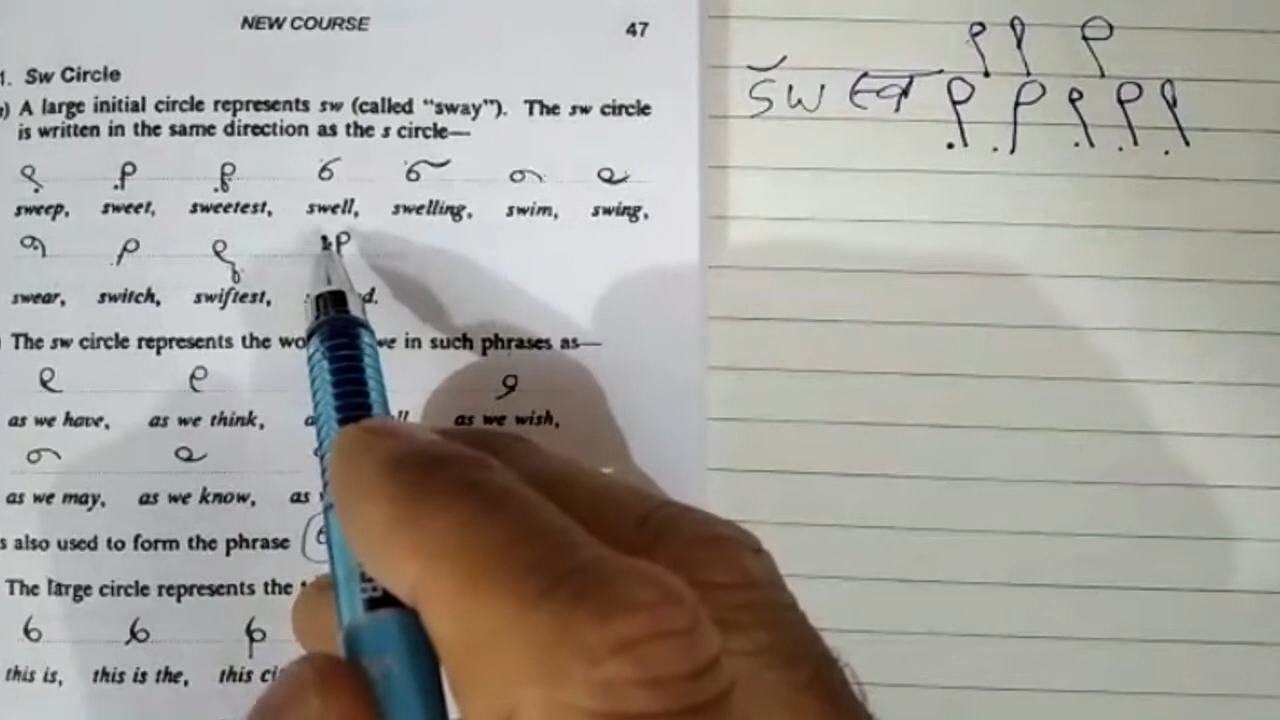 NEW COURSE 47
1. Sw Circle
) A large initial circle represents sw (called "sway"). The sw circle
is written in the same direction as the s circle—
sweep, sweet, sweetest, swell, swelling, swim, swing,
swear, switch, swiftest,
The sw circle represents the we in such phrases as—
as we have, as we think, as we wish,
as we may, as we know, as
s also used to form the phrase
The large circle represents the
this is, this is the, this
sw